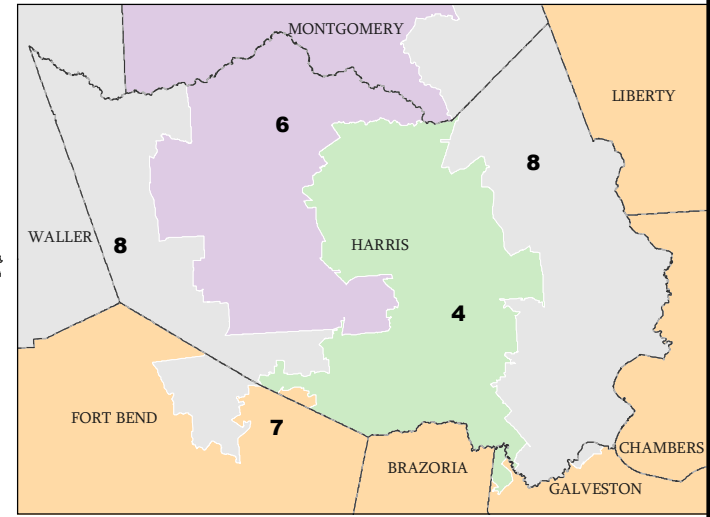 MONTGOMERY
LIBERTY
6
8
WALLER
8
HARRIS
4
FORT BEND
7
CHAMBERS
BRAZORIA
GALVESTON